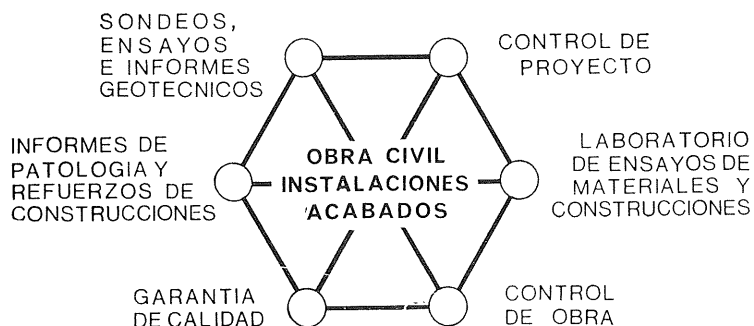 SONDEOS,
ENSAYOS
E INFORMES
GEOTECNICOS
CONTROL DE
PROYECTO
INFORMES DE
PATOLOGIA Y
REFUERZOS DE
CONSTRUCCIONES
OBRA CIVIL
INSTALACIONES
ACABADOS
LABORATORIO
DE ENSAYOS DE
MATERIALES Y
CONSTRUCCIONES
GARANTIA
DE CALIDAD
CONTROL
DE OBRA